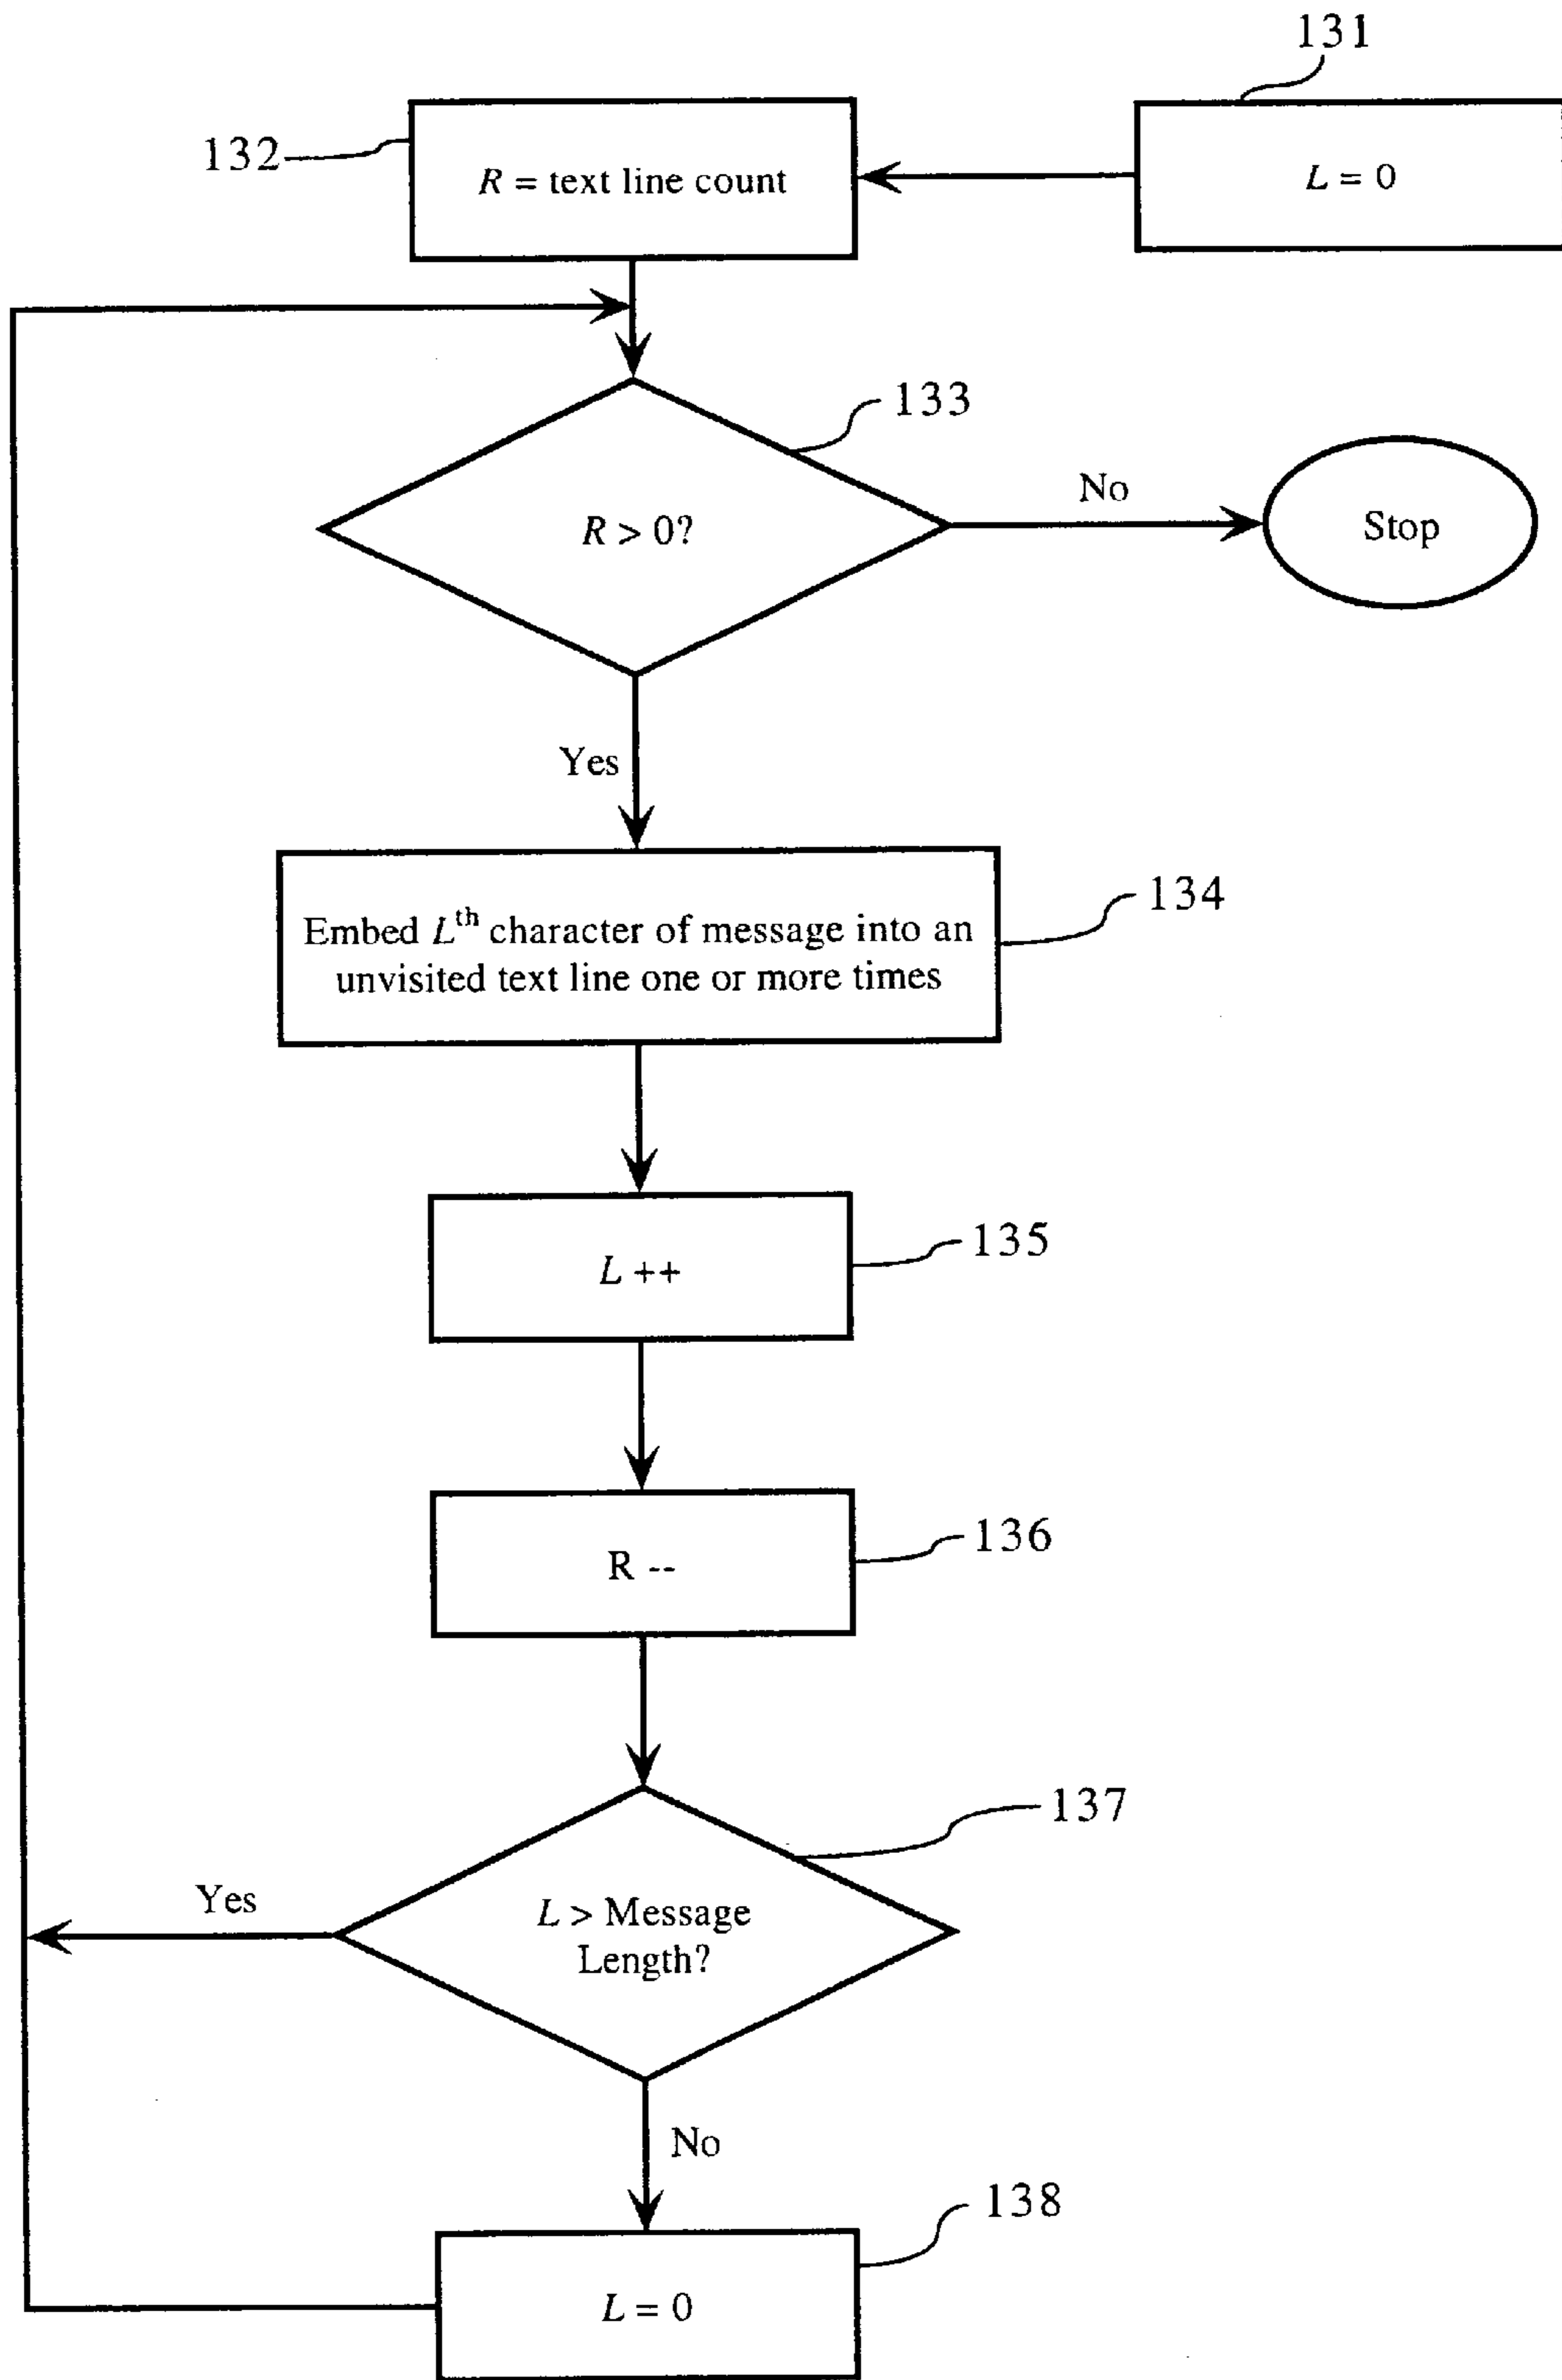 131
132
R = text line count
L = 0
133
R > 0?
No
Stop
Yes
134
Embed Lth character of message into an
unvisited text line one or more times
135
L ++
136
R --
137
Yes
L > Message
Length?
No
138
L = 0